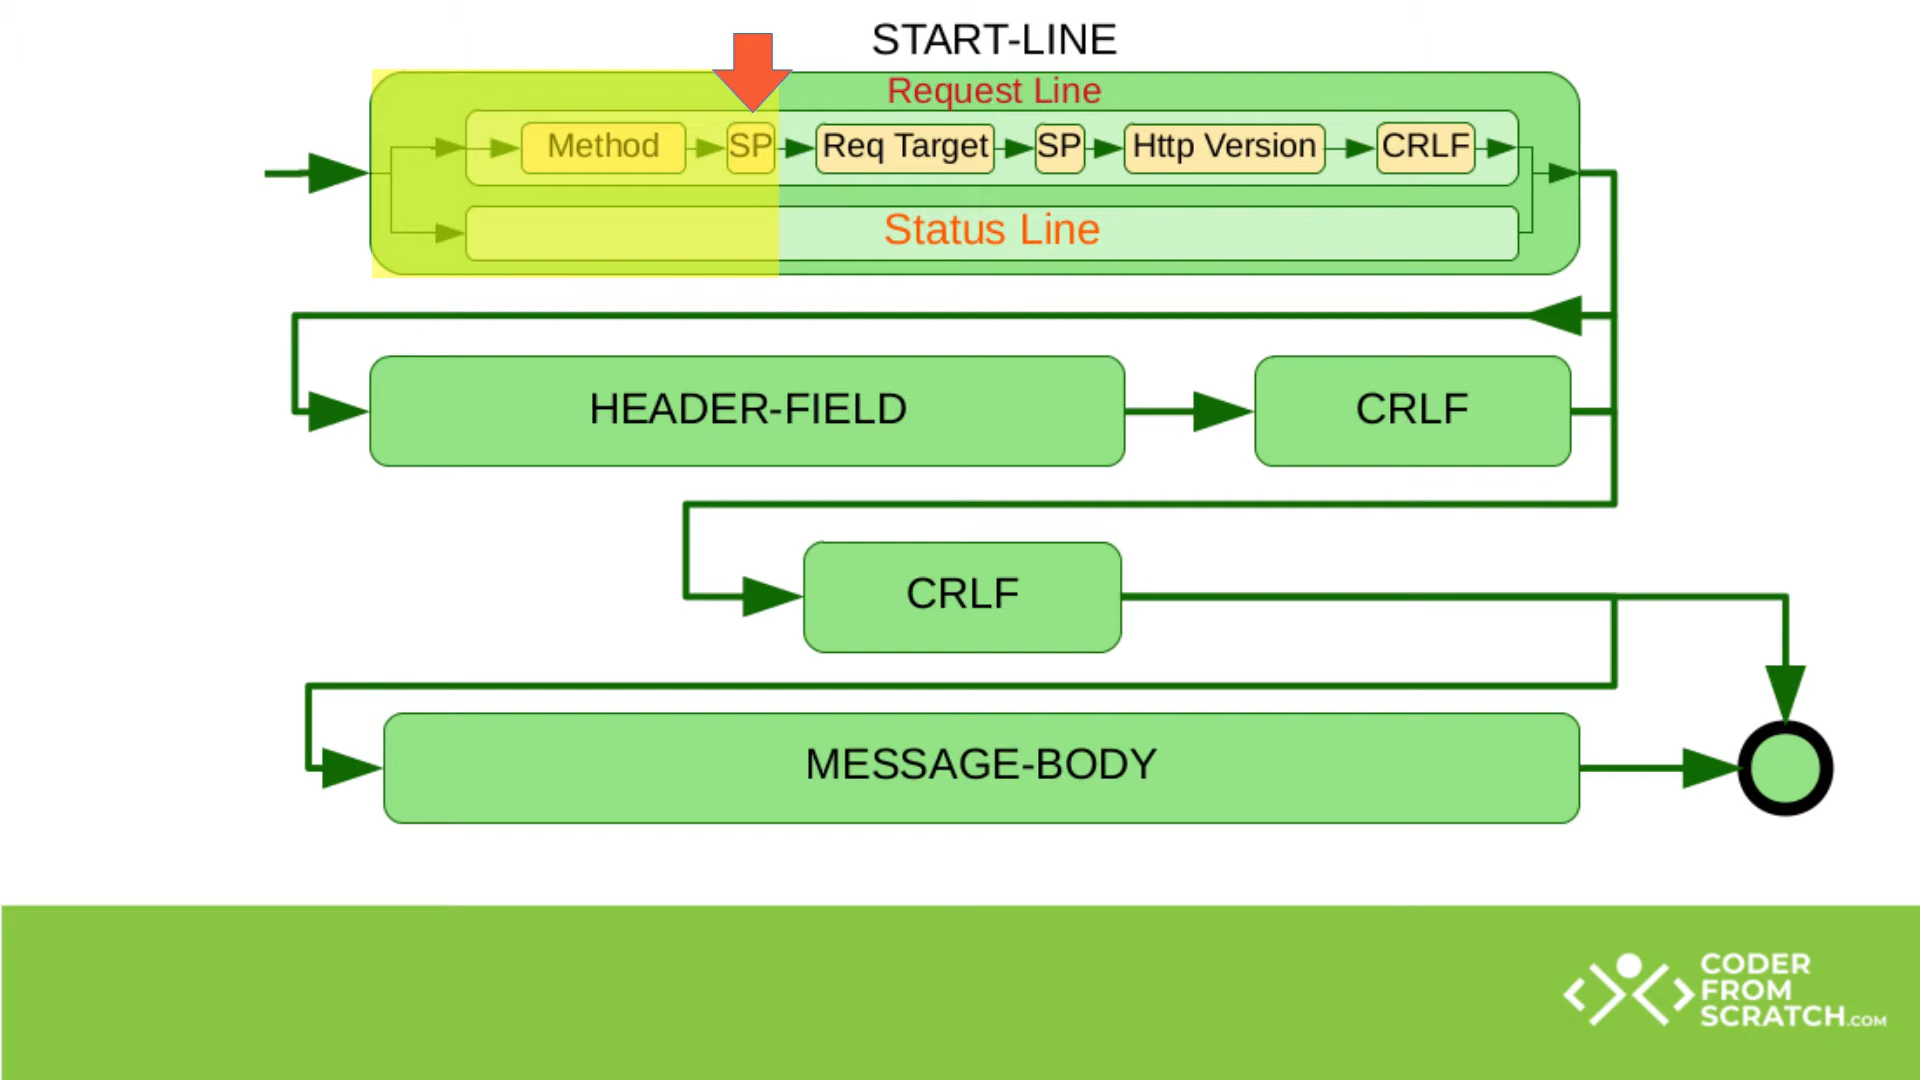 START-LINE
Request Line
Method SP Req Target SP Http Version CRLF
Status Line
HEADER-FIELD CRLF
CRLF
MESSAGE-BODY
CODER
FROM
SCRATCH.COM